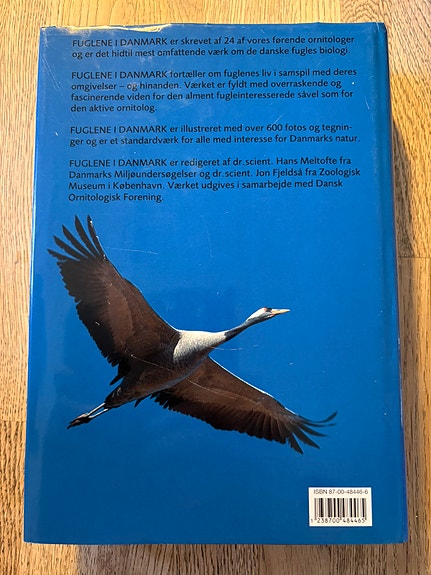 FUGLENE I DANMARK er skrevet af 24 af vores førende ornitologer
og er det hidtil mest omfattende værk om de danske fugles biologi.
FUGLENE I DANMARK fortæller om fuglenes liv i samspil med deres
omgivelser – og hinanden. Værket er fyldt med overraskende og
fascinerende viden for den alment fugleinteresserede såvel som for
den aktive ornitolog.
FUGLENE I DANMARK er illustreret med over 600 fotos og tegnin-
ger og er et standardværk for alle med interesse for Danmarks natur.
FUGLENE I DANMARK er redigeret af dr.scient. Hans Meltofte fra
Danmarks Miljøundersøgelser og dr.scient. Jon Fjeldså fra Zoologisk
Museum i København. Værket udgives i samarbejde med Dansk
Ornitologisk Forening.
ISBN 87-00-48446-6
1 238700 484465